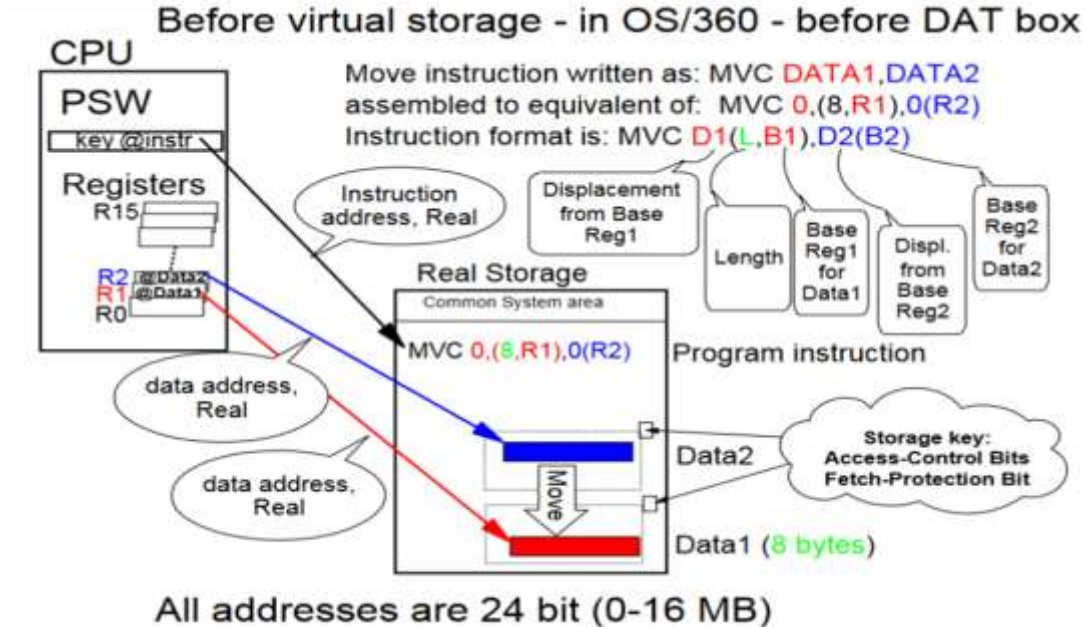 Before virtual storage - in OS/360 - before DAT box
CPU
PSW
key @instr
Registers
R15
R2 @Data2
R1 @Data1
R0
Move instruction written as: MVC DATA1,DATA2
assembled to equivalent of: MVC 0,(8,R1),0(R2)
Instruction format is: MVC D1(L,B1),D2(B2)
Instruction
address, Real
Displacement
from Base
Reg1
Length
Base
Reg1
for
Data1
Displ.
from
Base
Reg2
Base
Reg2
for
Data2
Real Storage
Common System area
MVC 0,(8,R1),0(R2)
Program instruction
data address,
Real
data address,
Real
Data2
Move
Data1 (8 bytes)
Storage key:
Access-Control Bits
Fetch-Protection Bit
All addresses are 24 bit (0-16 MB)